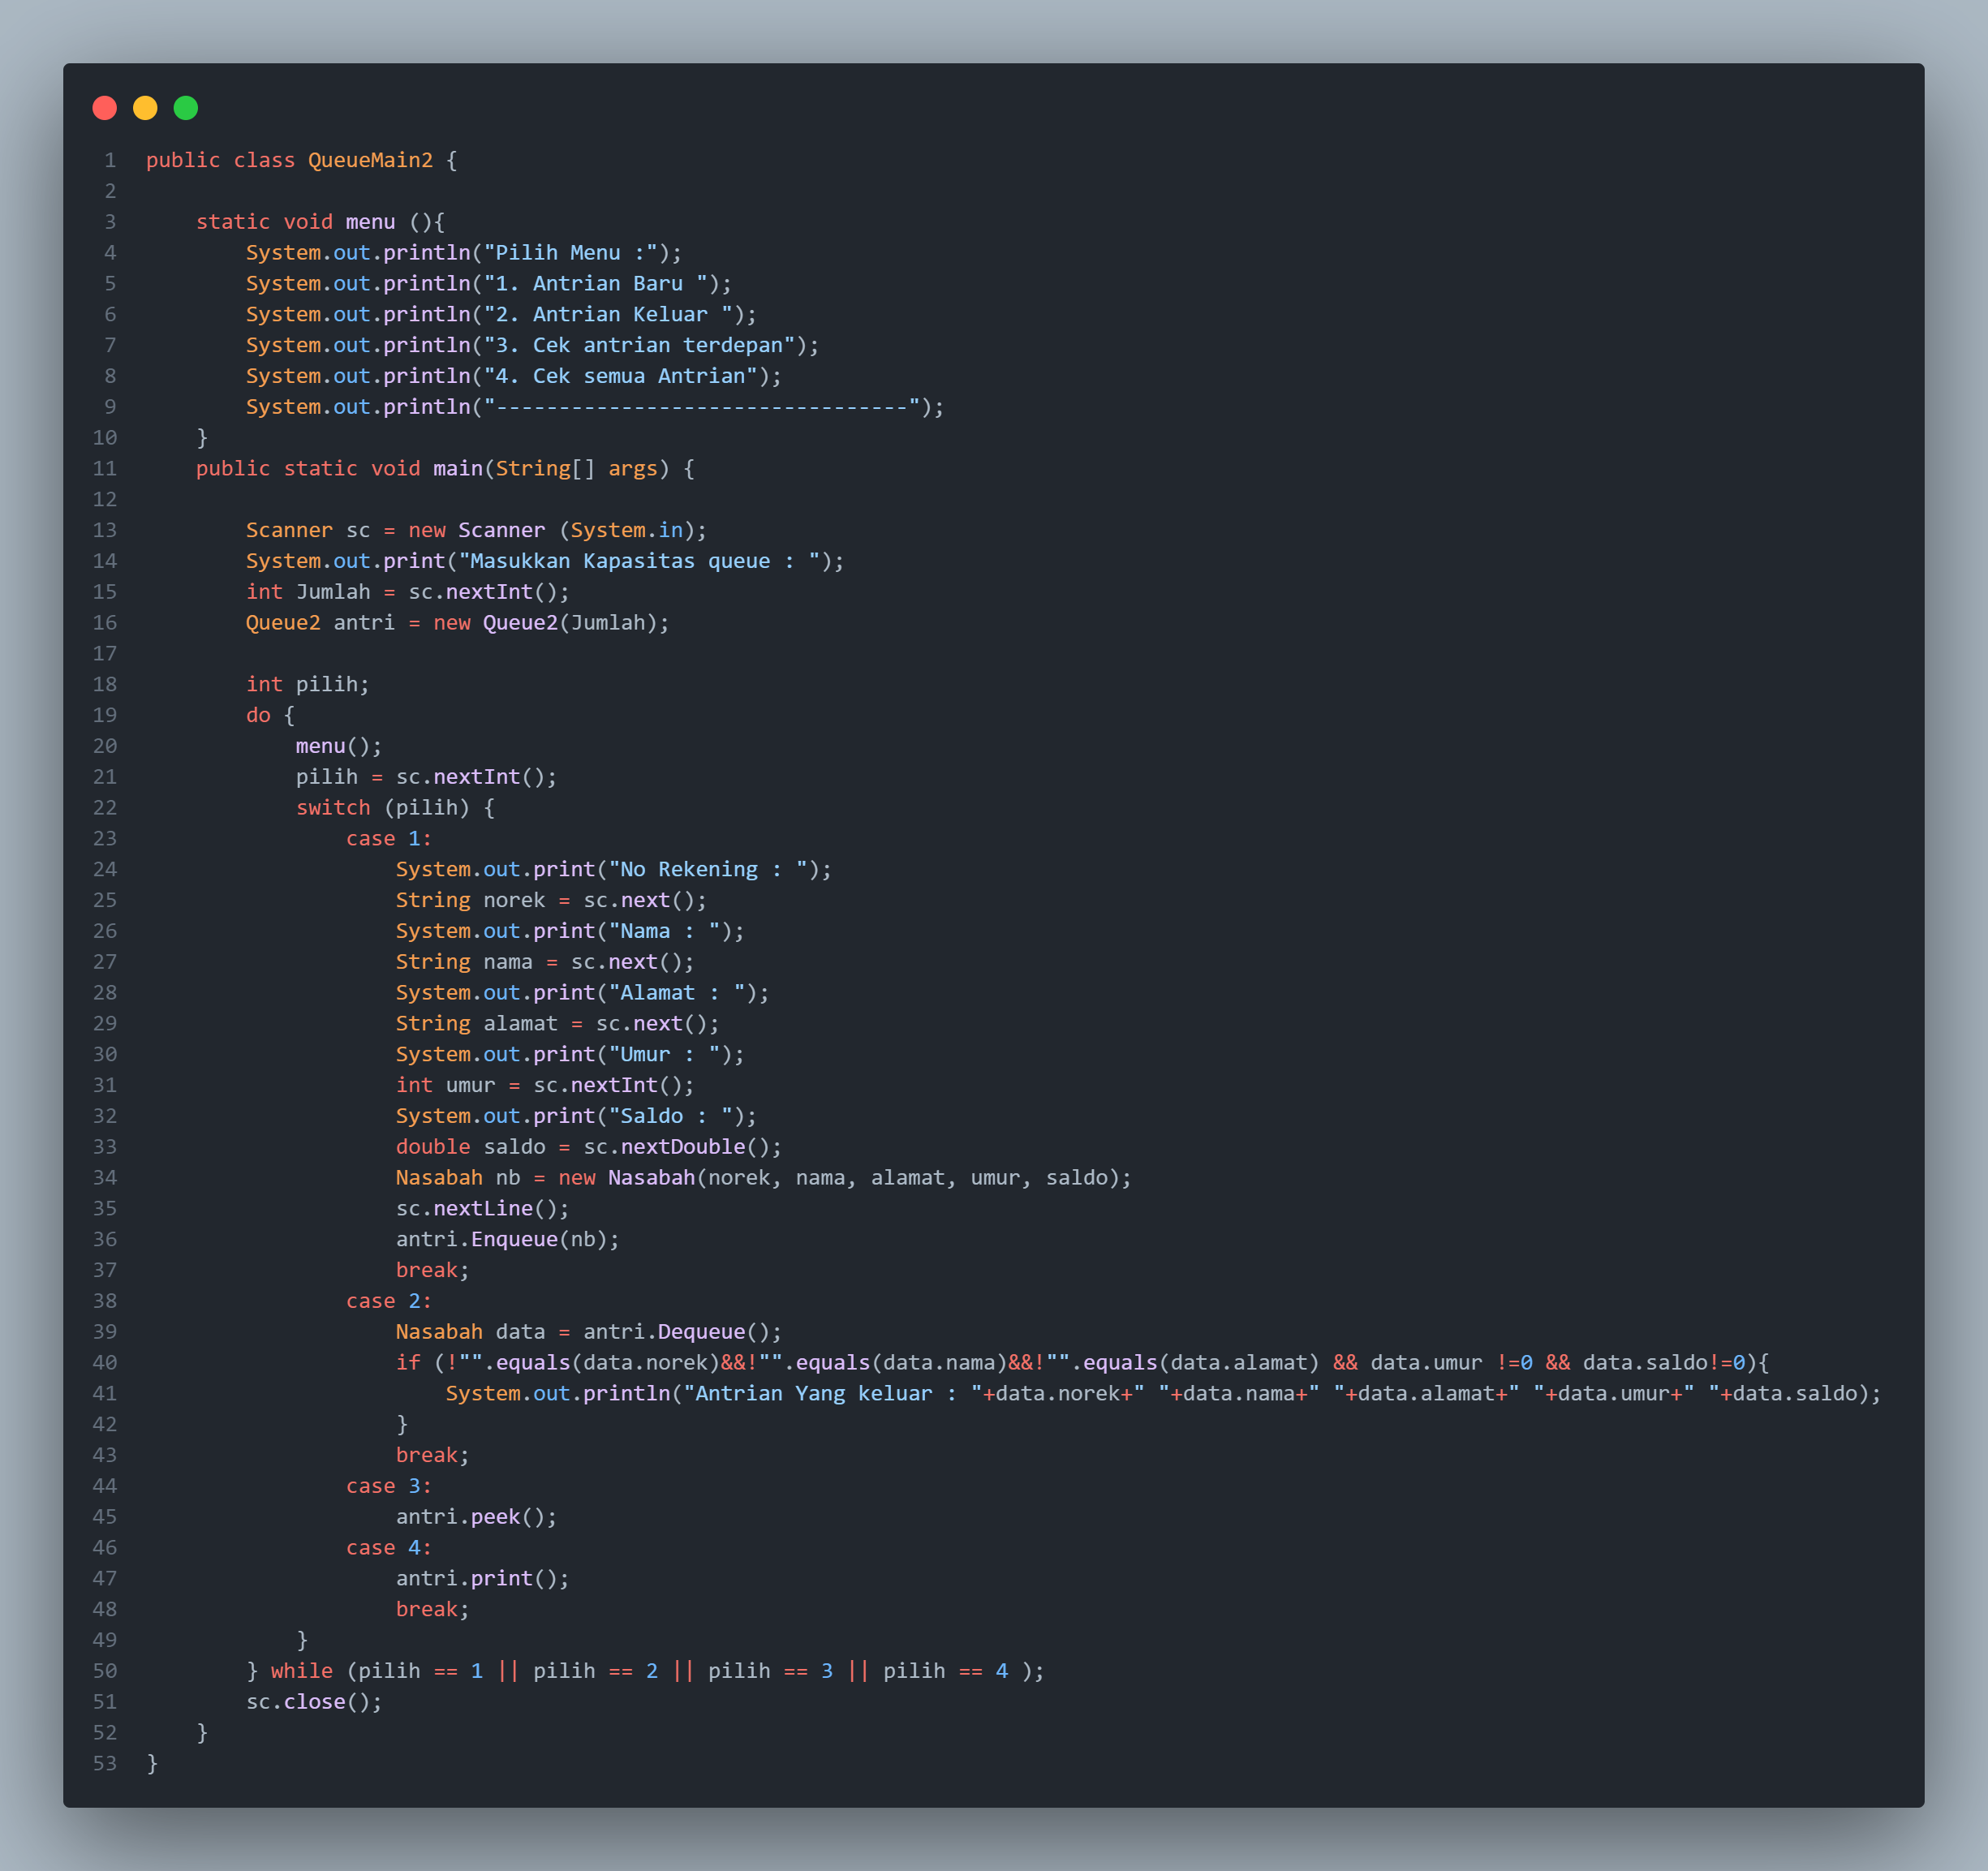 1 public class QueueMain2 {
2
3     static void menu (){
4         System.out.println("Pilih Menu :");
5         System.out.println("1. Antrian Baru ");
6         System.out.println("2. Antrian Keluar ");
7         System.out.println("3. Cek antrian terdepan");
8         System.out.println("4. Cek semua Antrian");
9         System.out.println("---------------------------------");
10     }
11     public static void main(String[] args) {
12
13         Scanner sc = new Scanner (System.in);
14         System.out.print("Masukkan Kapasitas queue : ");
15         int Jumlah = sc.nextInt();
16         Queue2 antri = new Queue2(Jumlah);
17
18         int pilih;
19         do {
20             menu();
21             pilih = sc.nextInt();
22             switch (pilih) {
23                 case 1:
24                     System.out.print("No Rekening : ");
25                     String norek = sc.next();
26                     System.out.print("Nama : ");
27                     String nama = sc.next();
28                     System.out.print("Alamat : ");
29                     String alamat = sc.next();
30                     System.out.print("Umur : ");
31                     int umur = sc.nextInt();
32                     System.out.print("Saldo : ");
33                     double saldo = sc.nextDouble();
34                     Nasabah nb = new Nasabah(norek, nama, alamat, umur, saldo);
35                     sc.nextLine();
36                     antri.Enqueue(nb);
37                     break;
38                 case 2:
39                     Nasabah data = antri.Dequeue();
40                     if (!"".equals(data.norek)&&!"".equals(data.nama)&&!"".equals(data.alamat) && data.umur !=0 && data.saldo!=0){
41                         System.out.println("Antrian Yang keluar : "+data.norek+" "+data.nama+" "+data.alamat+" "+data.umur+" "+data.saldo);
42                     }
43                     break;
44                 case 3:
45                     antri.peek();
46                 case 4:
47                     antri.print();
48                     break;
49             }
50         } while (pilih == 1 || pilih == 2 || pilih == 3 || pilih == 4 );
51         sc.close();
52     }
53 }